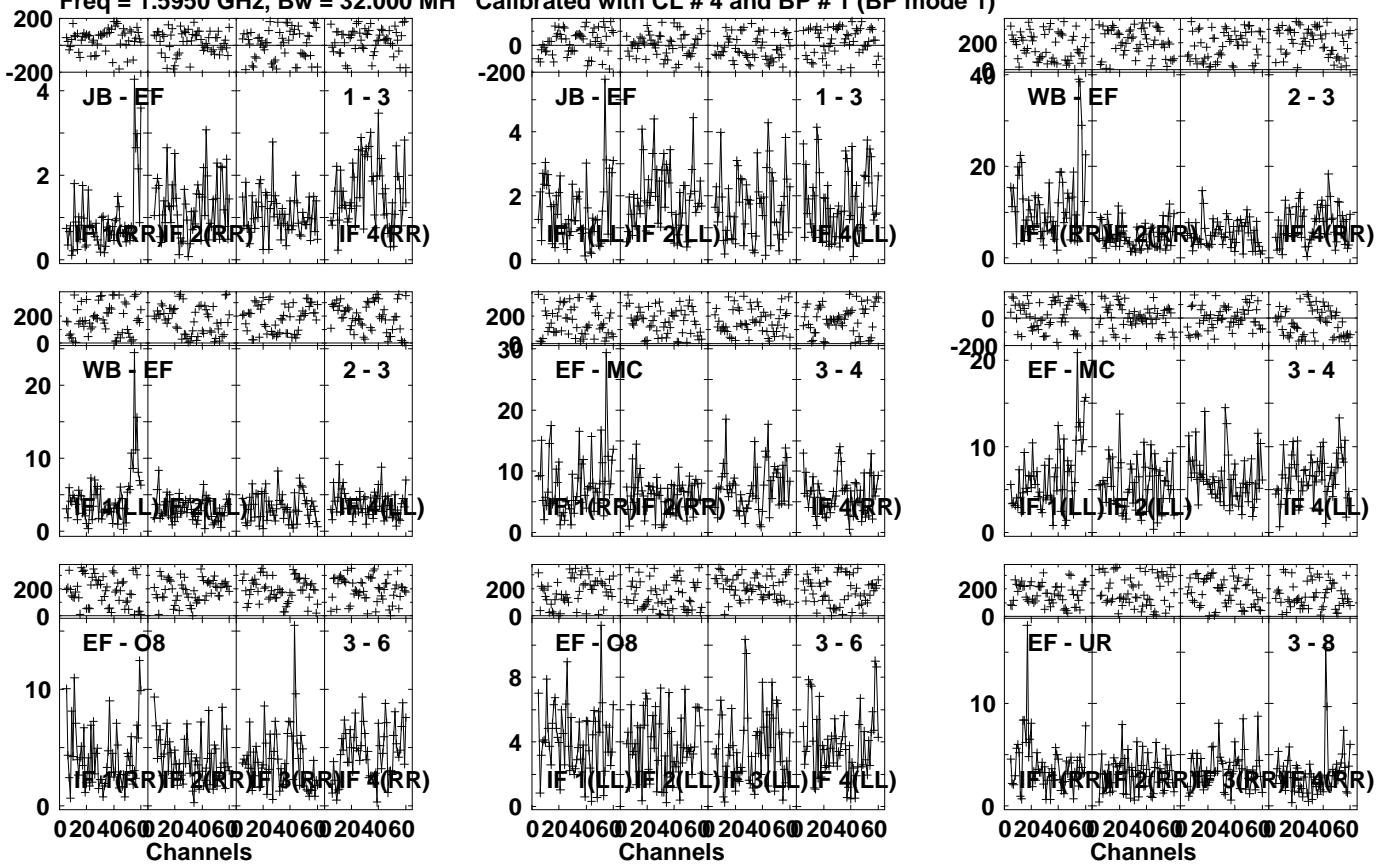 Freq = 1.5950 GHz, Bw = 32.000 MH Calibrated with CL # 4 and BP # 1 (BP mode 1)
200
-200
JB - EF 1 - 3
4
2
0
IF 1(RR) IF 2(RR) IF 4(RR)
0
-200
JB - EF 1 - 3
4
2
0
IF 1(LL) IF 2(LL) IF 4(LL)
200
0
WB - EF 2 - 3
40
20
0
IF 1(RR) IF 2(RR) IF 4(RR)
200
0
WB - EF 2 - 3
20
10
0
IF 1(LL) IF 2(LL) IF 4(LL)
200
0
EF - MC 3 - 4
30
20
10
0
IF 1(RR) IF 2(RR) IF 4(RR)
0
-200
EF - MC 3 - 4
20
10
0
IF 1(LL) IF 2(LL) IF 4(LL)
200
0
EF - O8 3 - 6
10
0
IF 1(RR) IF 2(RR) IF 3(RR) IF 4(RR)
0 20 40 60 0 20 40 60 0 20 40 60 0 20 40 60
Channels
200
0
EF - O8 3 - 6
8
4
0
IF 1(LL) IF 2(LL) IF 3(LL) IF 4(LL)
0 20 40 60 0 20 40 60 0 20 40 60 0 20 40 60
Channels
200
0
EF - UR 3 - 8
10
0
IF 1(RR) IF 2(RR) IF 3(RR) IF 4(RR)
0 20 40 60 0 20 40 60 0 20 40 60 0 20 40 60
Channels